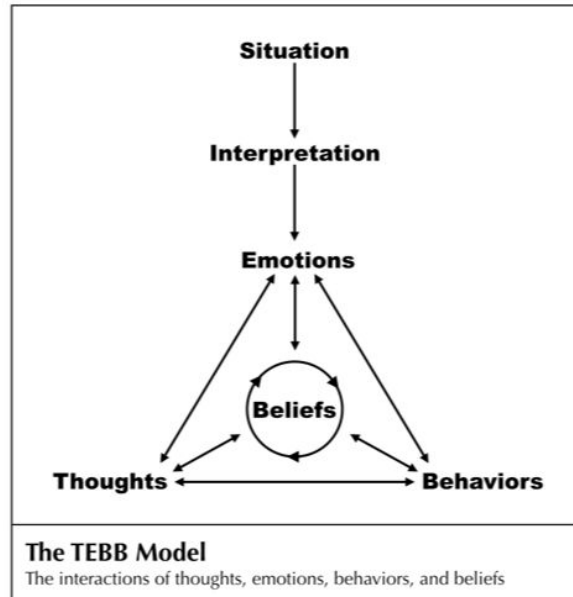 Situation
Interpretation
Emotions
Beliefs
Thoughts
Behaviors
The TEBB Model
The interactions of thoughts, emotions, behaviors, and beliefs